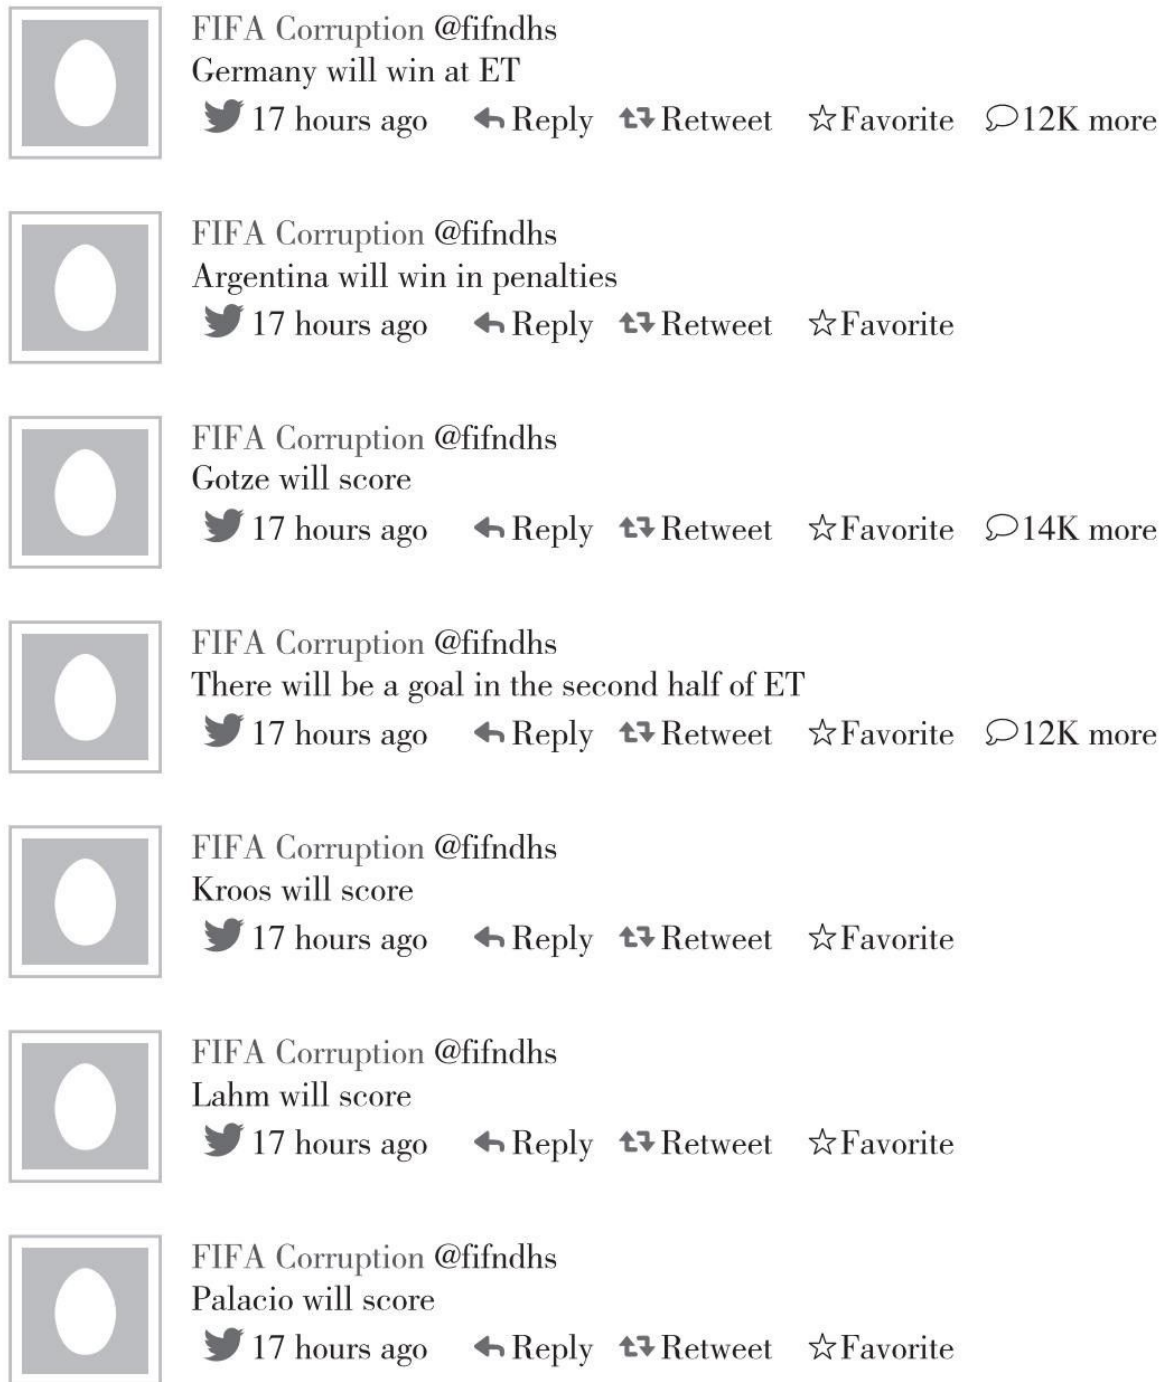 FIFA Corruption @fifndhs
Germany will win at ET
17 hours ago Reply Retweet Favorite 12K more
FIFA Corruption @fifndhs
Argentina will win in penalties
17 hours ago Reply Retweet Favorite
FIFA Corruption @fifndhs
Gotze will score
17 hours ago Reply Retweet Favorite 14K more
FIFA Corruption @fifndhs
There will be a goal in the second half of ET
17 hours ago Reply Retweet Favorite 12K more
FIFA Corruption @fifndhs
Kroos will score
17 hours ago Reply Retweet Favorite
FIFA Corruption @fifndhs
Lahm will score
17 hours ago Reply Retweet Favorite
FIFA Corruption @fifndhs
Palacio will score
17 hours ago Reply Retweet Favorite